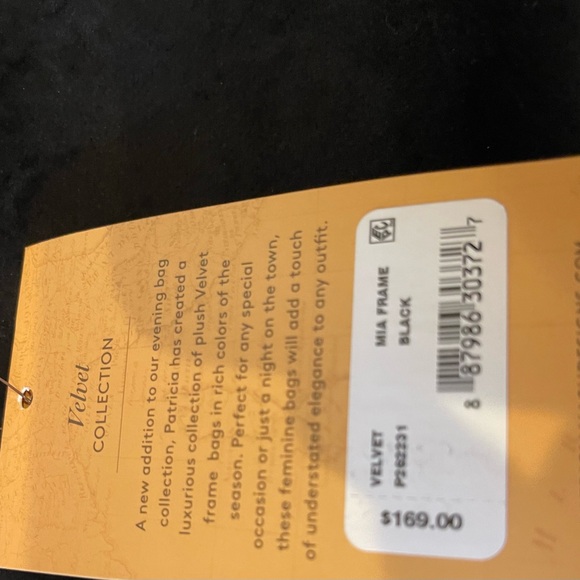 Velvet
COLLECTION
A new addition to our evening bag
collection, Patricia has created a
luxurious collection of plush Velvet
frame bags in rich colors of the
season. Perfect for any special
occasion or just a night on the town,
these feminine bags will add a touch
of understated elegance to any outfit.
VELVET MIA FRAME
P262231 BLACK
8 87986 30372 7
$169.00